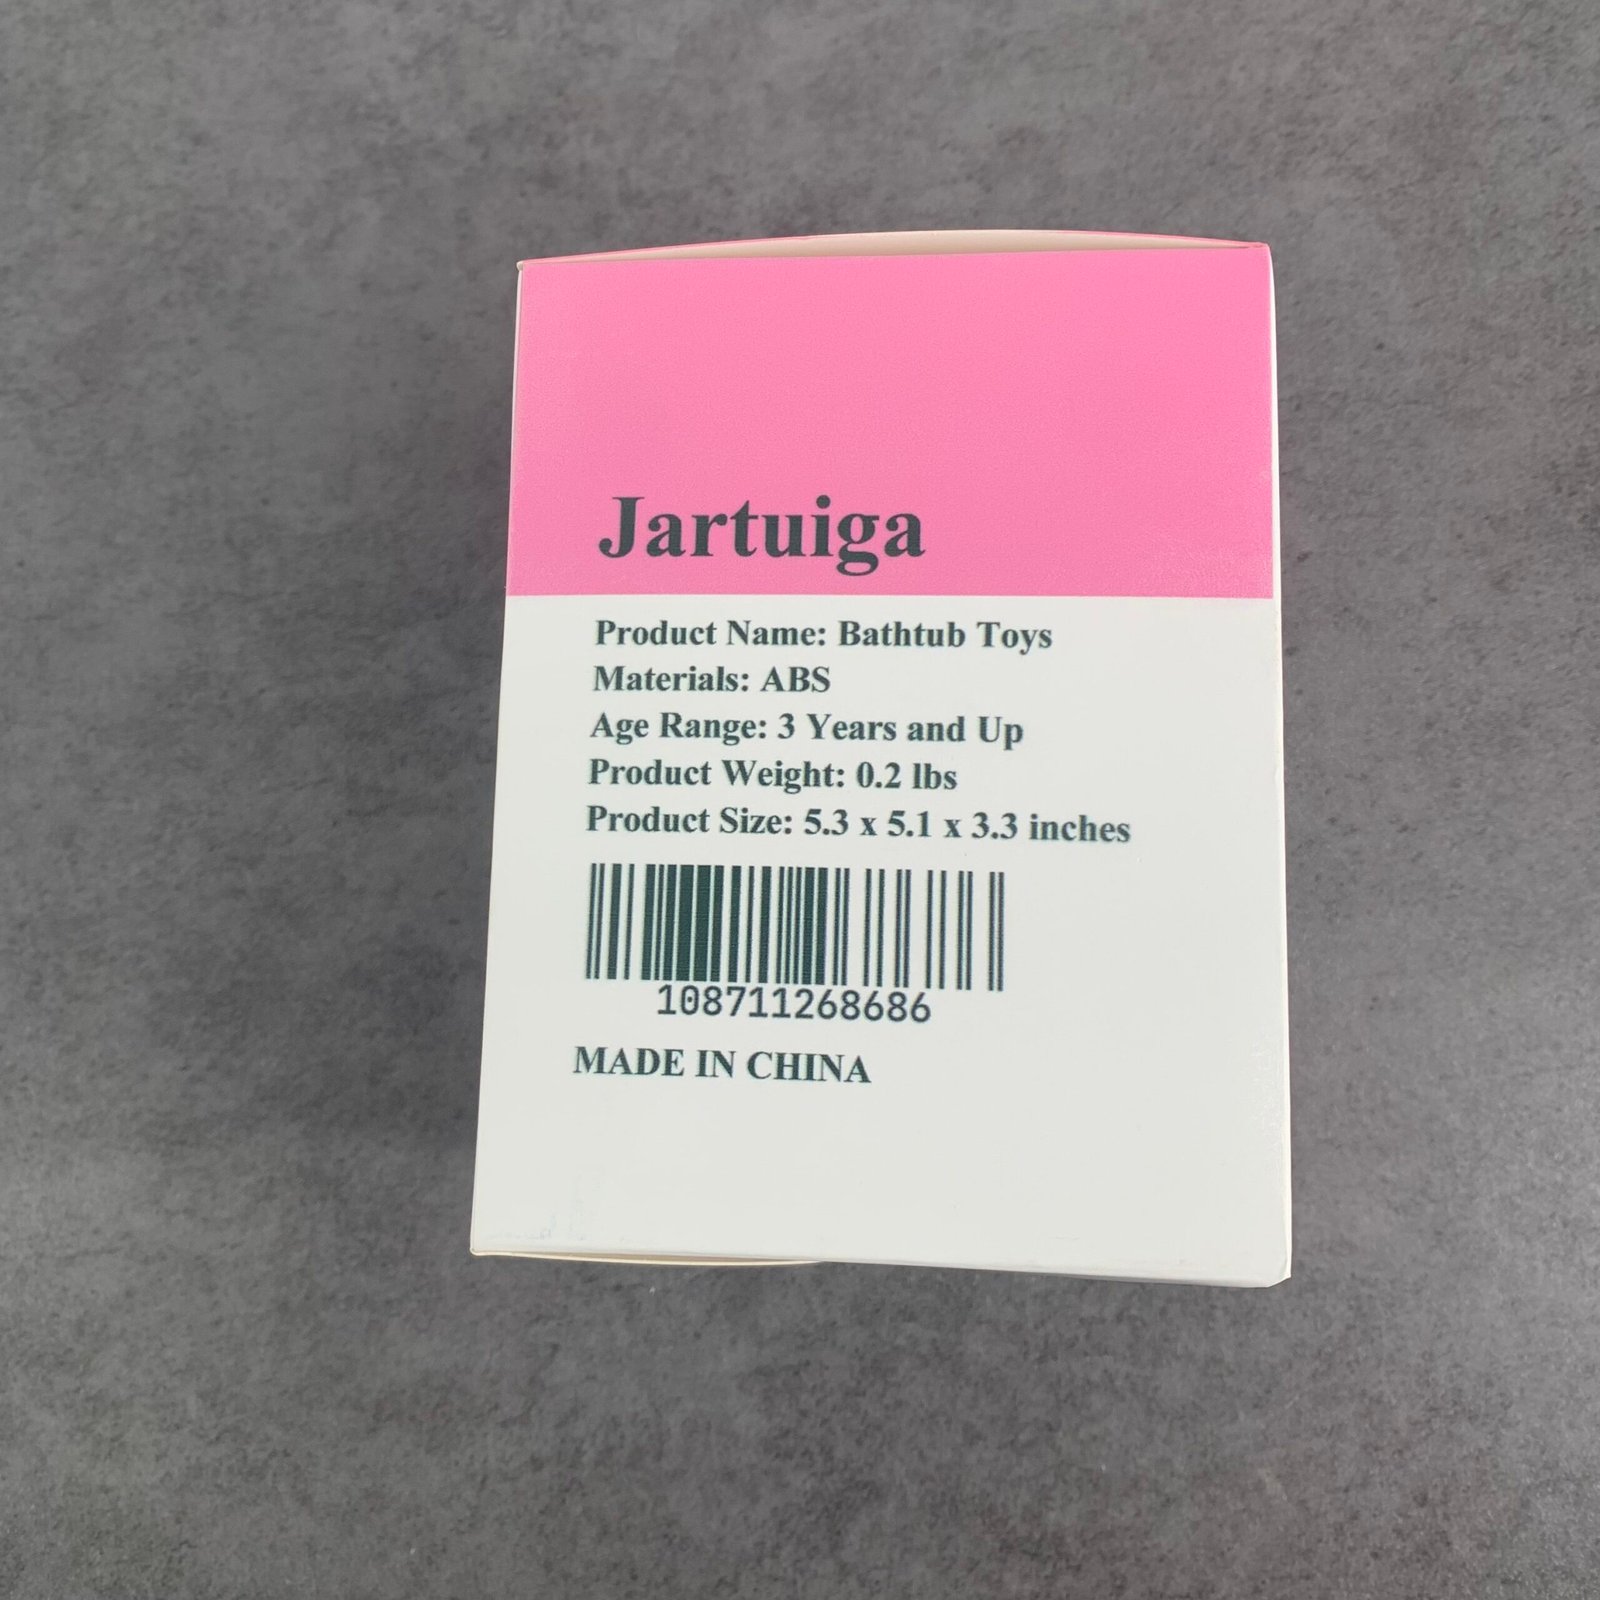 Jartuiga
Product Name: Bathtub Toys
Materials: ABS
Age Range: 3 Years and Up
Product Weight: 0.2 lbs
Product Size: 5.3 x 5.1 x 3.3 inches
108711268686
MADE IN CHINA